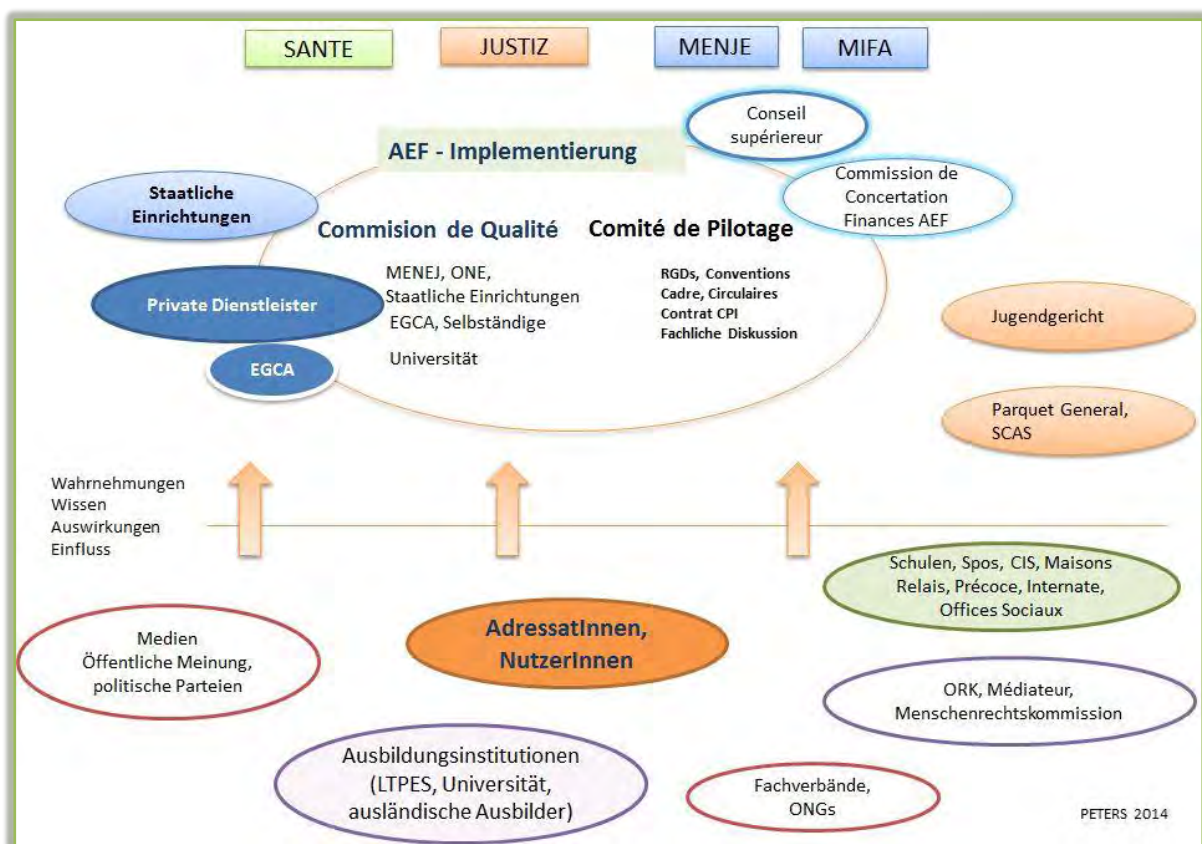 SANTE
JUSTIZ
MENJE
MIFA
Conseil
supériereur
AEF - Implementierung
Commission de
Concertation
Finances AEF
Staatliche
Einrichtungen
Commision de Qualité
Comité de Pilotage
MENEJ, ONE,
Staatliche Einrichtungen
EGCA, Selbständige
Universität
RGDs, Conventions
Cadre, Circulaires
Contrat CPI
Fachliche Diskussion
Private Dienstleister
EGCA
Jugendgericht
Parquet General,
SCAS
Wahrnehmungen
Wissen
Auswirkungen
Einfluss
Schulen, Spos, CIS, Maisons
Relais, Précoce, Internate,
Offices Sociaux
AdressatInnen,
NutzerInnen
Medien
Öffentliche Meinung,
politische Parteien
ORK, Médiateur,
Menschenrechtskommission
Ausbildungsinstitutionen
(LTPES, Universität,
ausländische Ausbilder)
Fachverbände,
ONGs
PETERS 2014